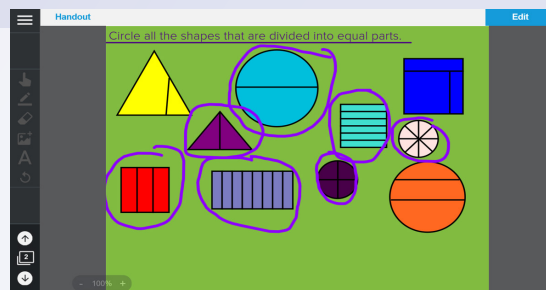 Handout
Edit
Circle all the shapes that are divided into equal parts.
A
2
- 100% +